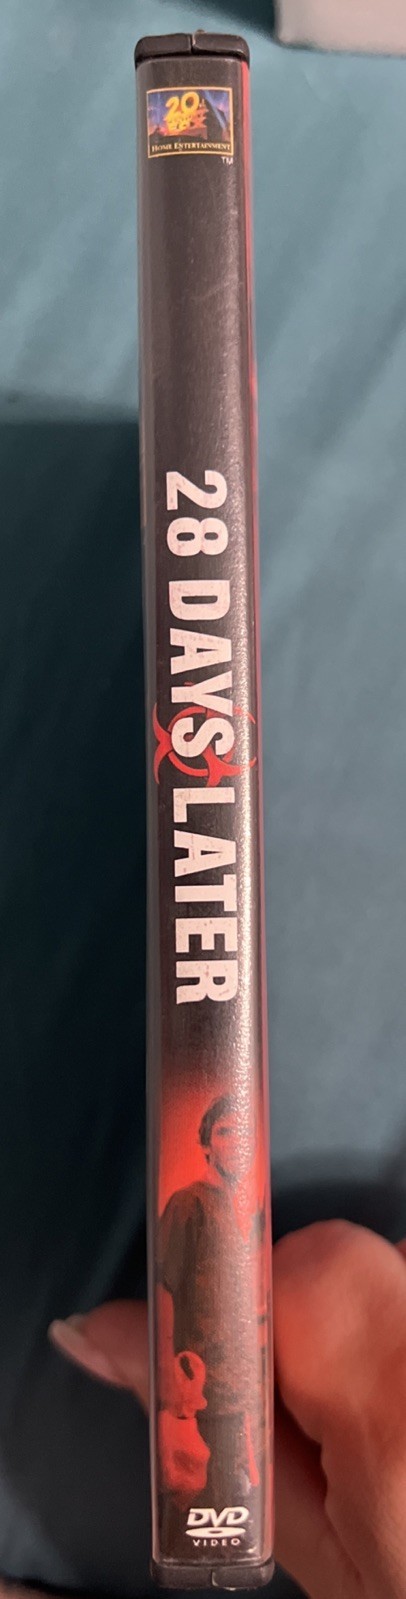 20th
CENTURY
FOX
HOME ENTERTAINMENT
TM
28 DAYS LATER
DVD
VIDEO